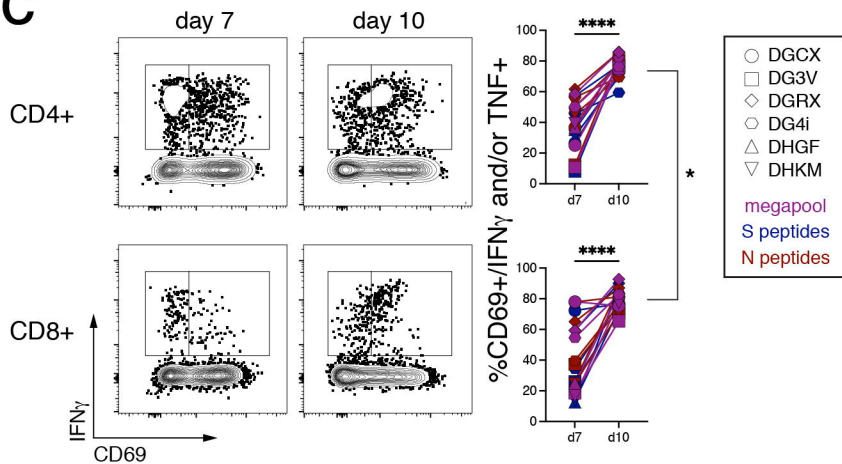 C
day 7
day 10
CD4+
CD8+
IFNγ
CD69
%CD69+/IFNγ and/or TNF+
****
100
80
60
40
20
0
d7
d10
****
100
80
60
40
20
0
d7
d10
*
DGCX
DG3V
DGRX
DG4i
DHGF
DHKM
megapool
S peptides
N peptides